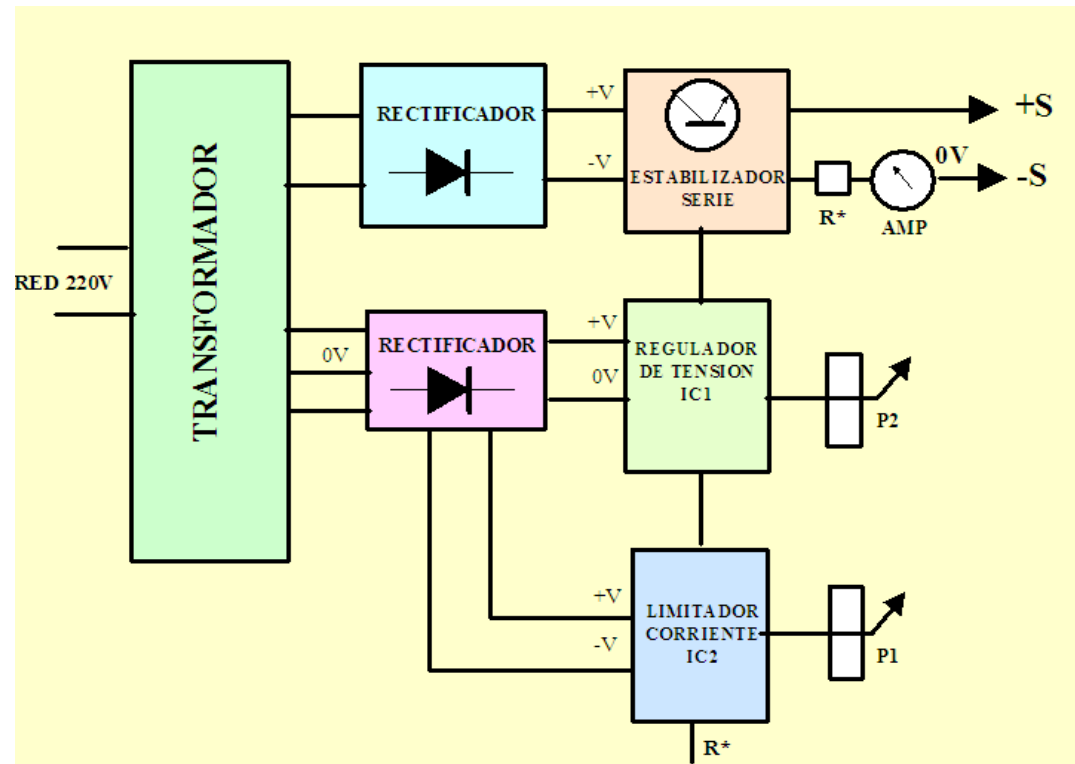 TRANSFORMADOR
RED 220V
RECTIFICADOR
+V
-V
ESTABILIZADOR
SERIE
R*
AMP
+S
0V
-S
0V
RECTIFICADOR
+V
0V
REGULADOR
DE TENSION
IC1
P2
+V
-V
LIMITADOR
CORRIENTE
IC2
P1
R*